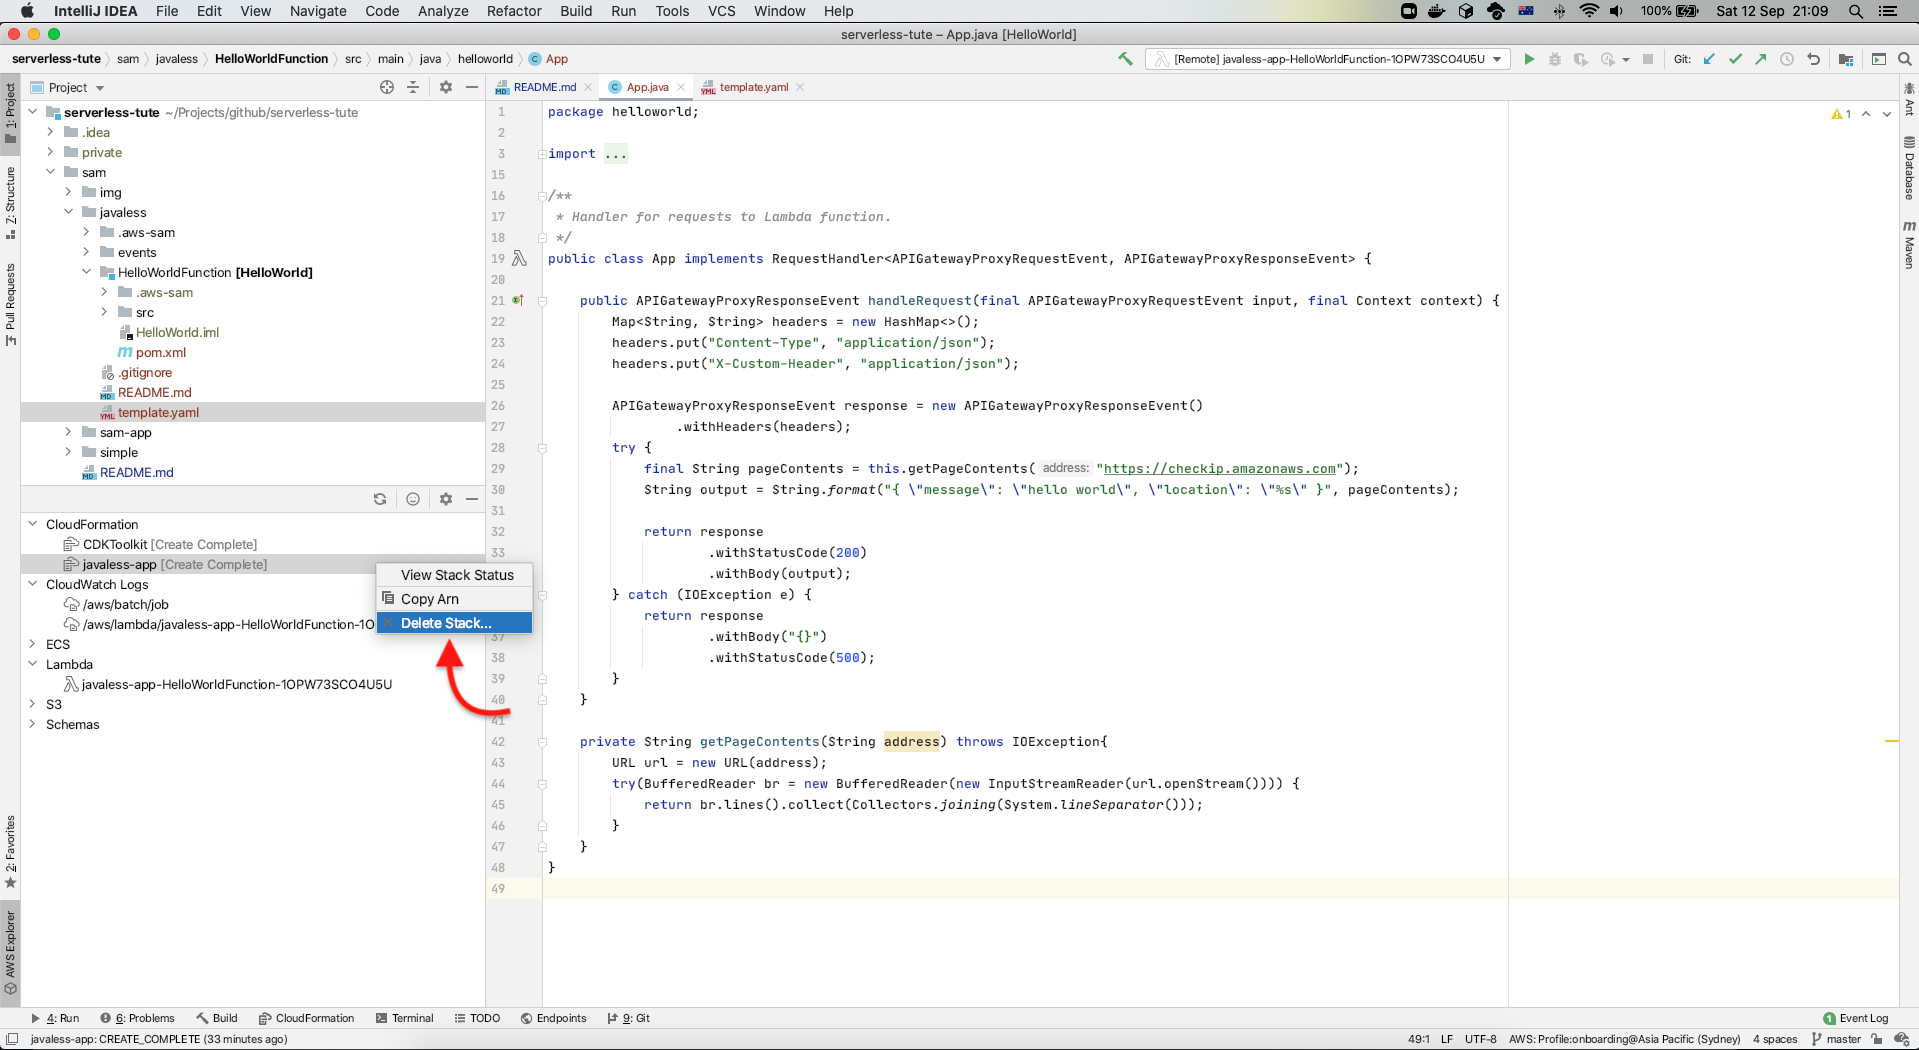 IntelliJ IDEA File Edit View Navigate Code Analyze Refactor Build Run Tools VCS Window Help 100% Sat 12 Sep 21:09
serverless-tute – App.java [HelloWorld]
serverless-tute sam javaless HelloWorldFunction src main java helloworld App [Remote] javaless-app-HelloWorldFunction-1OPW73SCO4U5U Git:
Project
README.md App.java template.yaml
1: Project
7: Structure
Pull Requests
2: Favorites
AWS Explorer
serverless-tute ~/Projects/github/serverless-tute
.idea
private
sam
img
javaless
.aws-sam
events
HelloWorldFunction [HelloWorld]
.aws-sam
src
HelloWorld.iml
pom.xml
.gitignore
README.md
template.yaml
sam-app
simple
README.md
CloudFormation
CDKToolkit [Create Complete]
javaless-app [Create Complete]
CloudWatch Logs
/aws/batch/job
/aws/lambda/javaless-app-HelloWorldFunction-1O
ECS
Lambda
javaless-app-HelloWorldFunction-1OPW73SCO4U5U
S3
Schemas
View Stack Status
Copy Arn
Delete Stack...
1 package helloworld;
2
3 import ...
15
16 /**
17 * Handler for requests to Lambda function.
18 */
19 public class App implements RequestHandler<APIGatewayProxyRequestEvent, APIGatewayProxyResponseEvent> {
20
21 public APIGatewayProxyResponseEvent handleRequest(final APIGatewayProxyRequestEvent input, final Context context) {
22 Map<String, String> headers = new HashMap<>();
23 headers.put("Content-Type", "application/json");
24 headers.put("X-Custom-Header", "application/json");
25
26 APIGatewayProxyResponseEvent response = new APIGatewayProxyResponseEvent()
27 .withHeaders(headers);
28 try {
29 final String pageContents = this.getPageContents( address: "https://checkip.amazonaws.com");
30 String output = String.format("{ \"message\": \"hello world\", \"location\": \"%s\" }", pageContents);
31
32 return response
33 .withStatusCode(200)
.withBody(output);
} catch (IOException e) {
return response
37 .withBody("{}")
38 .withStatusCode(500);
39 }
40 }
41
42 private String getPageContents(String address) throws IOException{
43 URL url = new URL(address);
44 try(BufferedReader br = new BufferedReader(new InputStreamReader(url.openStream()))) {
45 return br.lines().collect(Collectors.joining(System.lineSeparator()));
46 }
47 }
48 }
49
1
Ant
Database
Maven
4: Run 6: Problems Build CloudFormation Terminal TODO Endpoints 9: Git 1 Event Log
javaless-app: CREATE_COMPLETE (33 minutes ago) 49:1 LF UTF-8 AWS: Profile:onboarding@Asia Pacific (Sydney) 4 spaces master